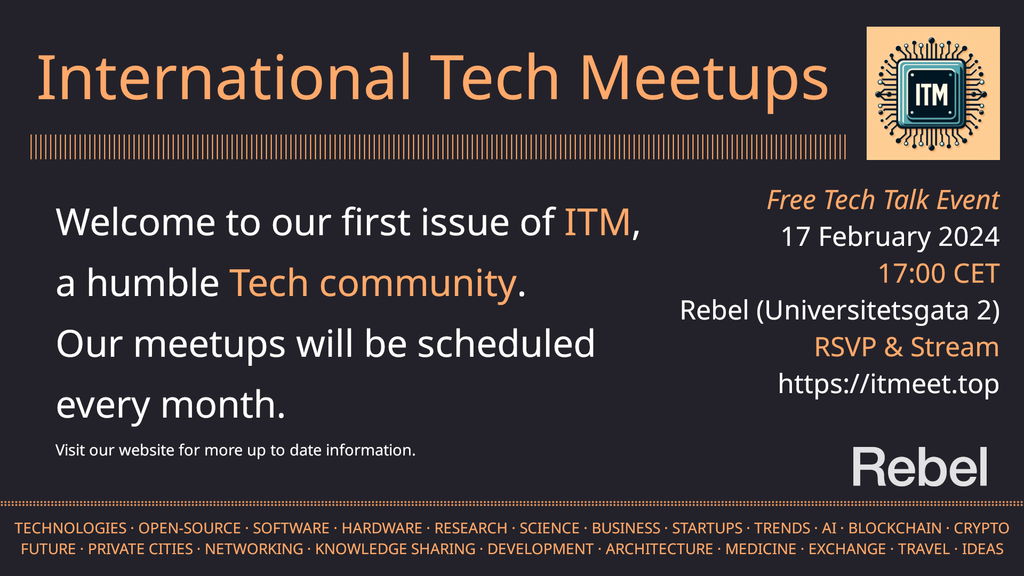 International Tech Meetups
ITM
Welcome to our first issue of ITM,
a humble Tech community.
Our meetups will be scheduled
every month.
Visit our website for more up to date information.
Free Tech Talk Event
17 February 2024
17:00 CET
Rebel (Universitetsgata 2)
RSVP & Stream
https://itmeet.top
Rebel
TECHNOLOGIES · OPEN-SOURCE · SOFTWARE · HARDWARE · RESEARCH · SCIENCE · BUSINESS · STARTUPS · TRENDS · AI · BLOCKCHAIN · CRYPTO
FUTURE · PRIVATE CITIES · NETWORKING · KNOWLEDGE SHARING · DEVELOPMENT · ARCHITECTURE · MEDICINE · EXCHANGE · TRAVEL · IDEAS